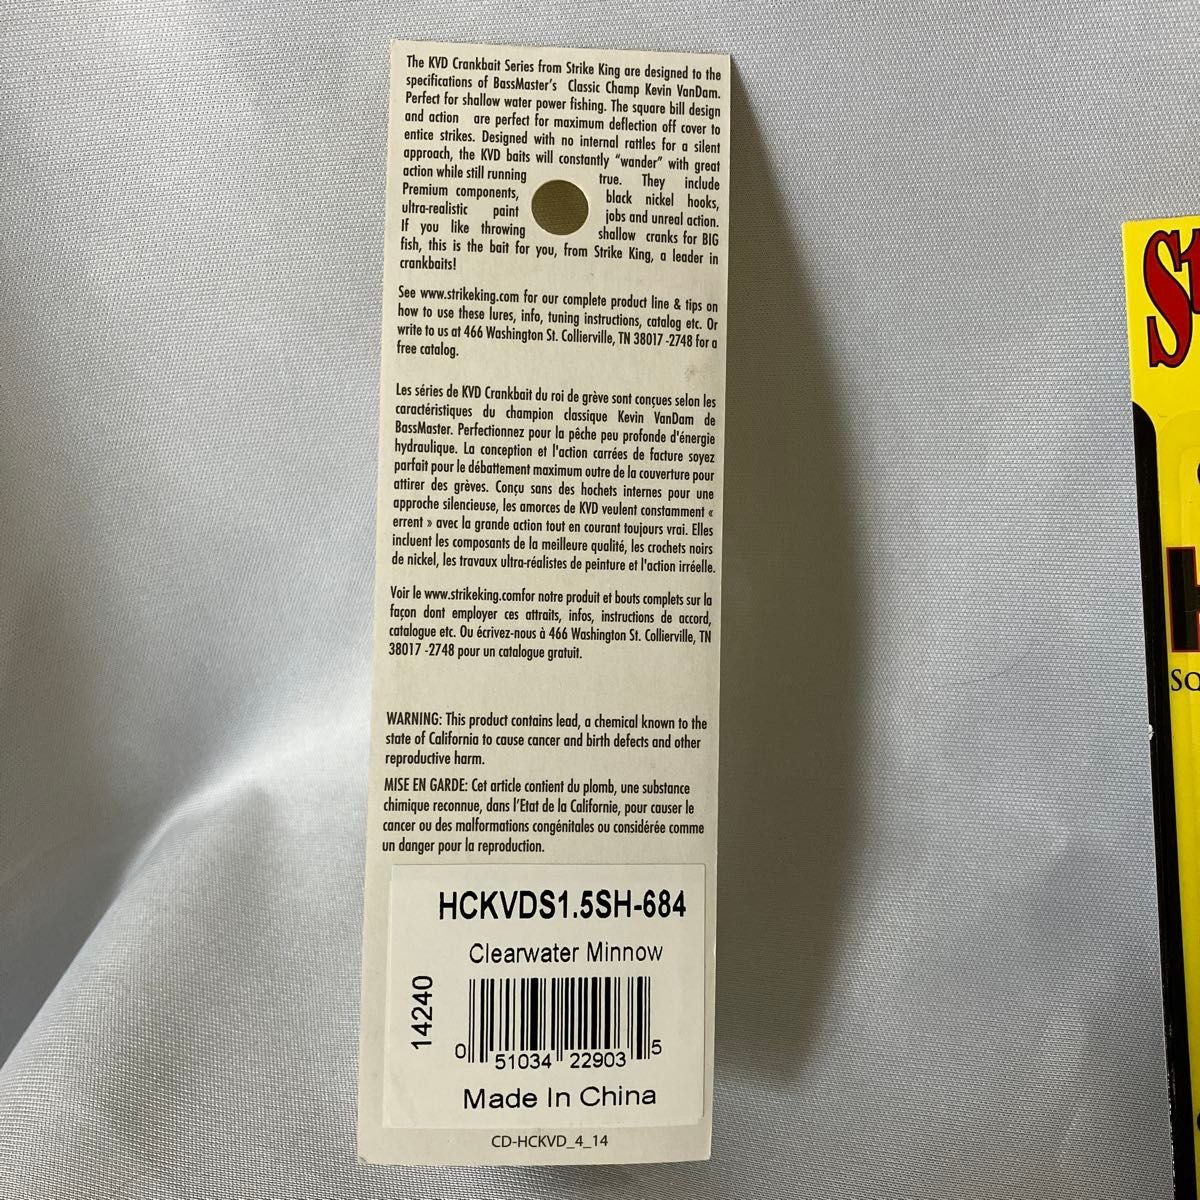 The KVD Crankbait Series from Strike King are designed to the
specifications of BassMaster's Classic Champ Kevin VanDam.
Perfect for shallow water power fishing. The square bill design
and action are perfect for maximum deflection off cover to
entice strikes. Designed with no internal rattles for a silent
approach, the KVD baits will constantly "wander" with great
action while still running true. They include
Premium components, black nickel hooks,
ultra-realistic paint jobs and unreal action.
If you like throwing shallow cranks for BIG
fish, this is the bait for you, from Strike King, a leader in
crankbaits!
See www.strikeking.com for our complete product line & tips on
how to use these lures, info, tuning instructions, catalog etc. Or
write to us at 466 Washington St. Collierville, TN 38017 -2748 for a
free catalog.
Les séries de KVD Crankbait du roi de grève sont conçues selon les
caractéristiques du champion classique Kevin VanDam de
BassMaster. Perfectionnez pour la pêche peu profonde d'énergie
hydraulique. La conception et l'action carrées de facture soyez
parfait pour le débattement maximum outre de la couverture pour
attirer des grèves. Conçu sans des hochets internes pour une
approche silencieuse, les amorces de KVD veulent constamment «
errent » avec la grande action tout en courant toujours vrai. Elles
incluent les composants de la meilleure qualité, les crochets noirs
de nickel, les travaux ultra-réalistes de peinture et l'action irréelle.
Voir le www.strikeking.comfor notre produit et bouts complets sur la
façon dont employer ces attraits, infos, instructions de accord,
catalogue etc. Ou écrivez-nous à 466 Washington St. Collierville, TN
38017 -2748 pour un catalogue gratuit.
WARNING: This product contains lead, a chemical known to the
state of California to cause cancer and birth defects and other
reproductive harm.
MISE EN GARDE: Cet article contient du plomb, une substance
chimique reconnue, dans l'Etat de la Californie, pour causer le
cancer ou des malformations congénitales ou considérée comme
un danger pour la reproduction.
HCKVDS1.5SH-684
Clearwater Minnow
14240
0 51034 22903 5
Made In China
CD-HCKVD_4_14